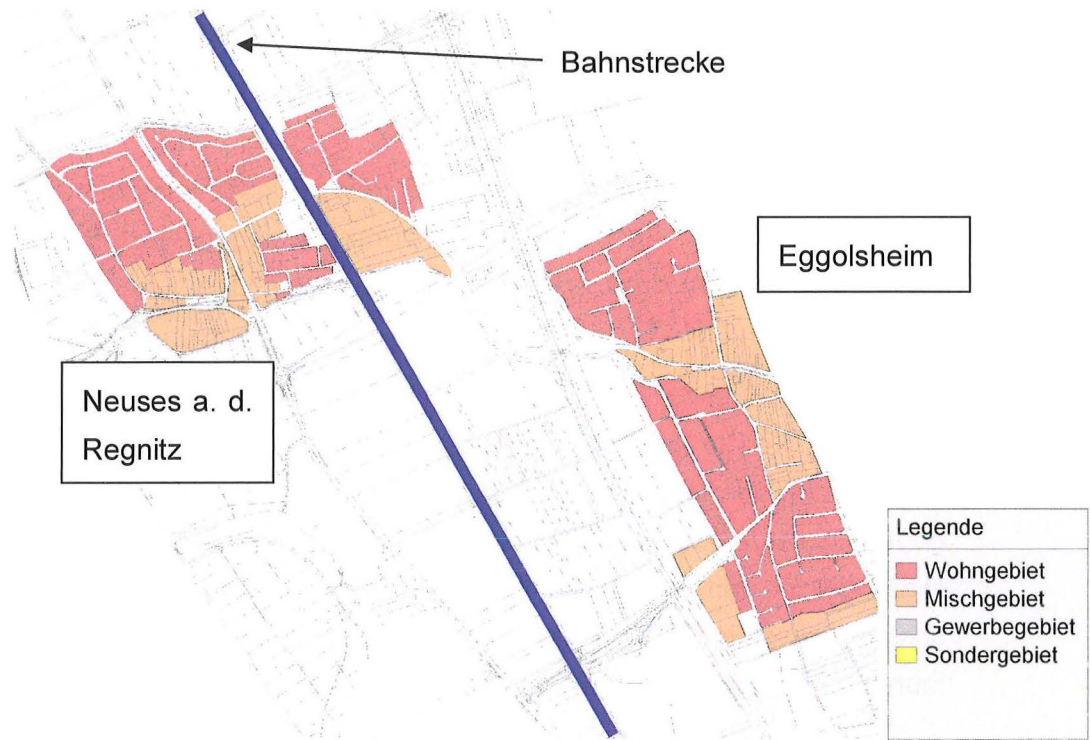 Bahnstrecke
Eggolsheim
Neuses a. d.
Regnitz
Legende
Wohngebiet
Mischgebiet
Gewerbegebiet
Sondergebiet